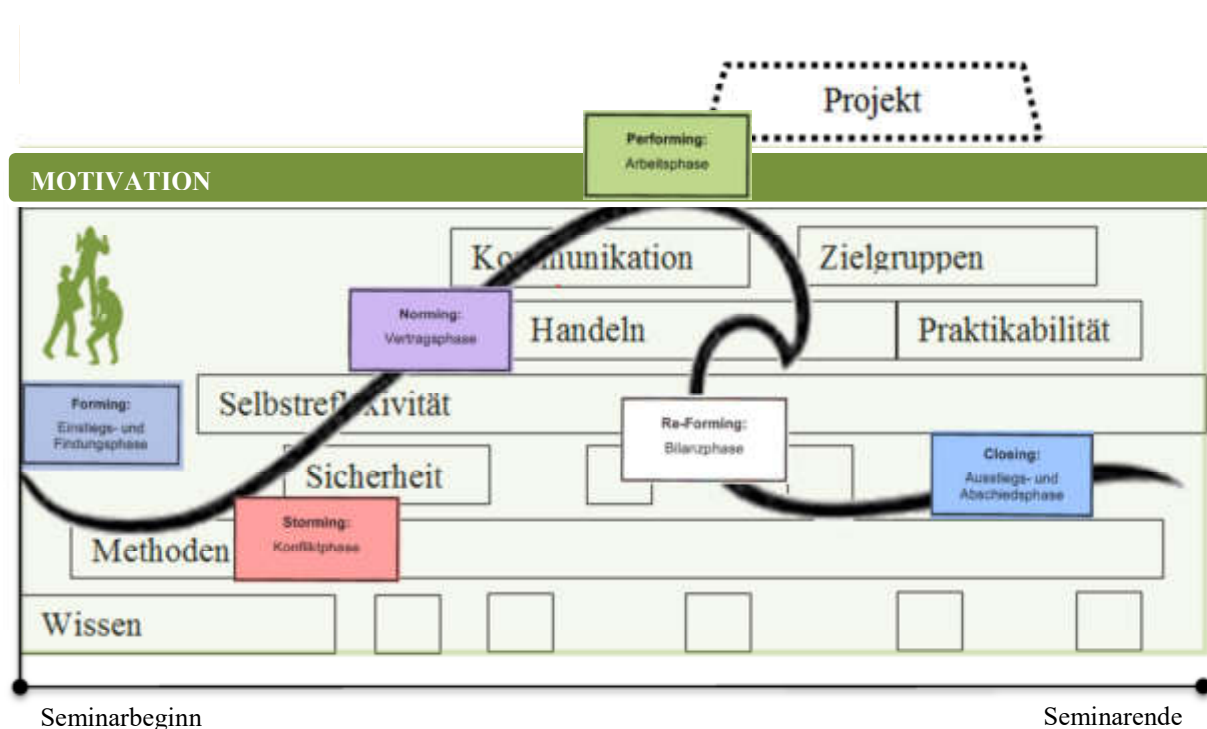 Projekt
Performing:
Arbeitsphase
MOTIVATION
Kommunikation
Zielgruppen
Norming:
Vertragsphase
Handeln
Praktikabilität
Forming:
Einstiegs- und
Findungsphase
Selbstreflexivität
Re-Forming:
Bilanzphase
Closing:
Ausstiegs- und
Abschiedsphase
Sicherheit
Storming:
Konfliktphase
Methoden
Wissen
Seminarbeginn
Seminarende